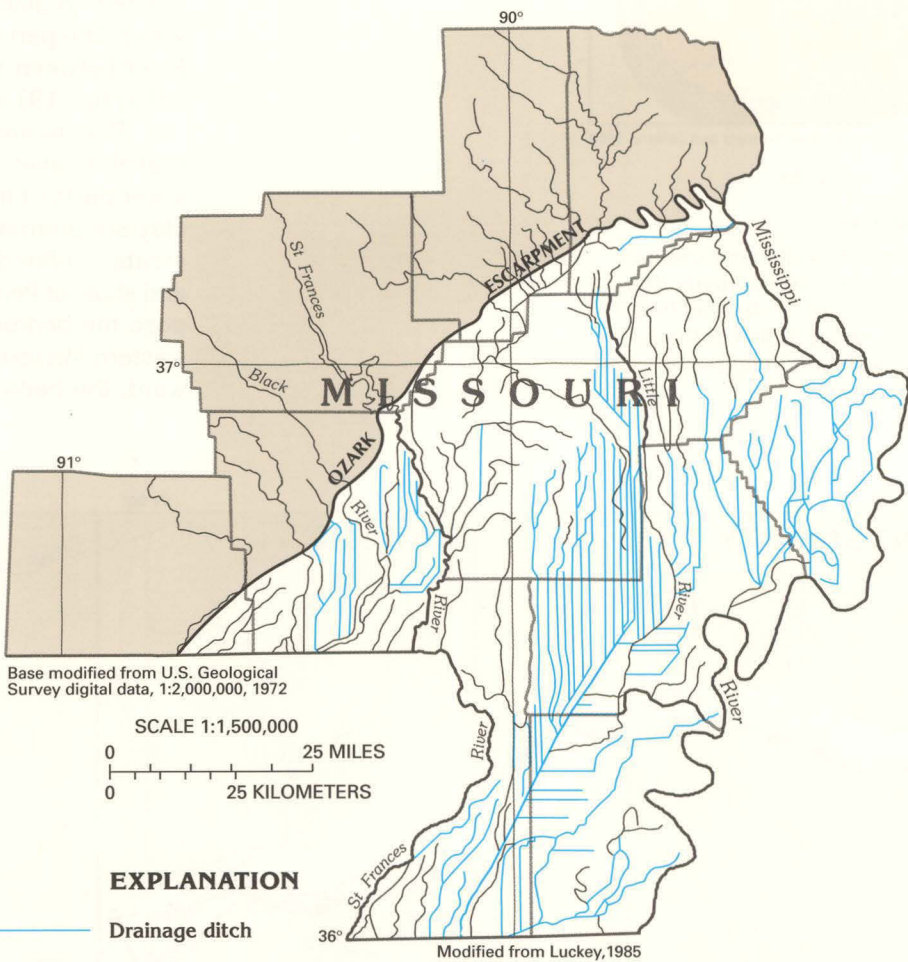 90°
Mississippi
ESCARPMENT
St Frances
37°
Black
MISSOURI
Little
91°
OZARK
River
River
River
River
River
St Frances
36°
Base modified from U.S. Geological
Survey digital data, 1:2,000,000, 1972
SCALE 1:1,500,000
0 25 MILES
0 25 KILOMETERS
EXPLANATION
Drainage ditch
Modified from Luckey,1985